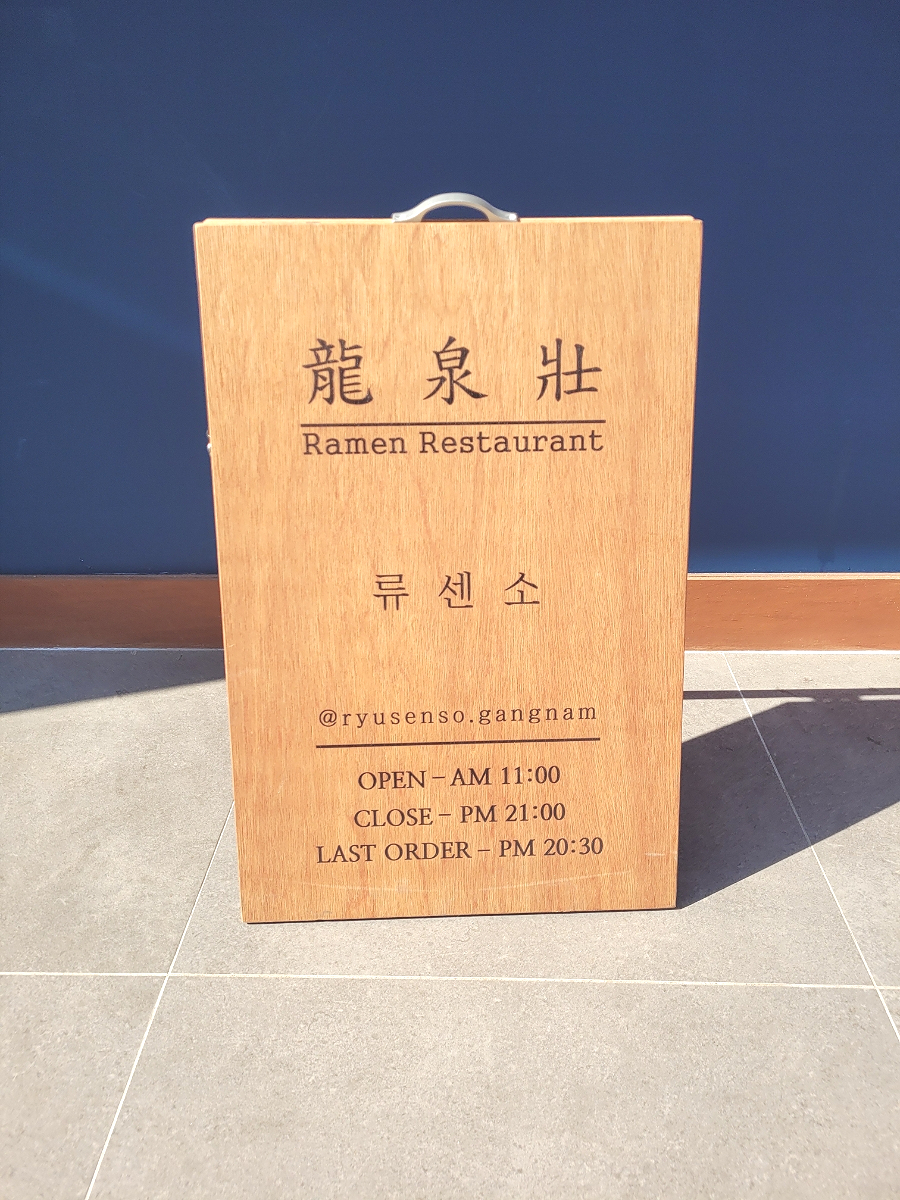 龍泉壯
Ramen Restaurant
류센소
@ryusenso.gangnam
OPEN – AM 11:00
CLOSE – PM 21:00
LAST ORDER – PM 20:30